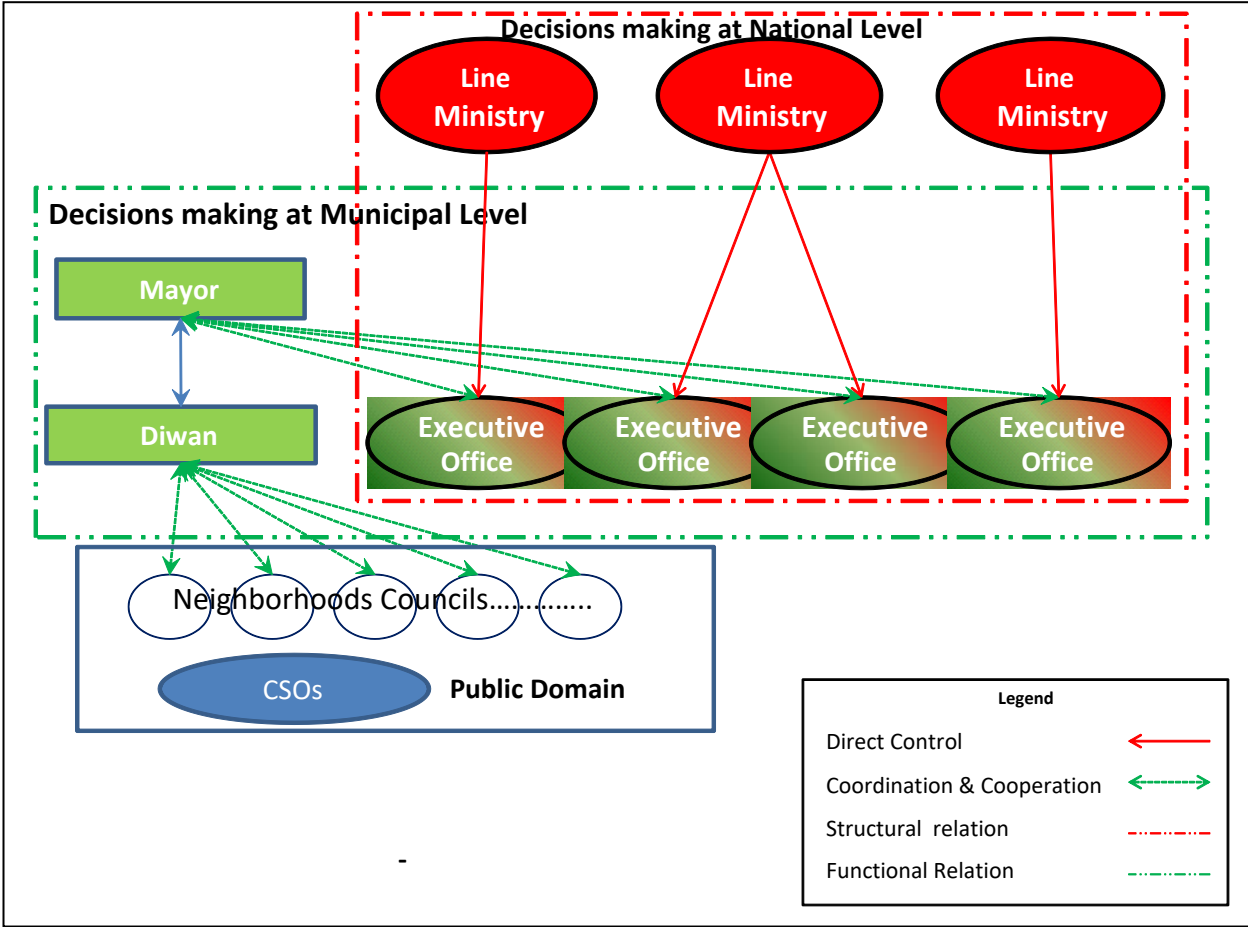 Decisions making at National Level
Line
Ministry
Line
Ministry
Line
Ministry
Decisions making at Municipal Level
Mayor
Diwan
Executive
Office
Executive
Office
Executive
Office
Executive
Office
Neighborhoods Councils.............
CSOs
Public Domain
Legend
Direct Control
Coordination & Cooperation
Structural relation
Functional Relation
-